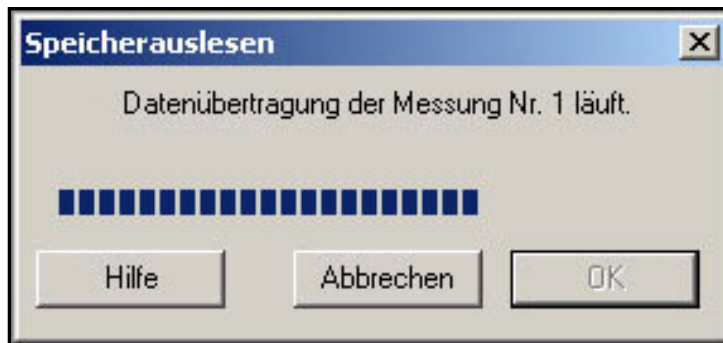 Speicherauslesen
Datenübertragung der Messung Nr. 1 läuft.
Hilfe
Abbrechen
OK